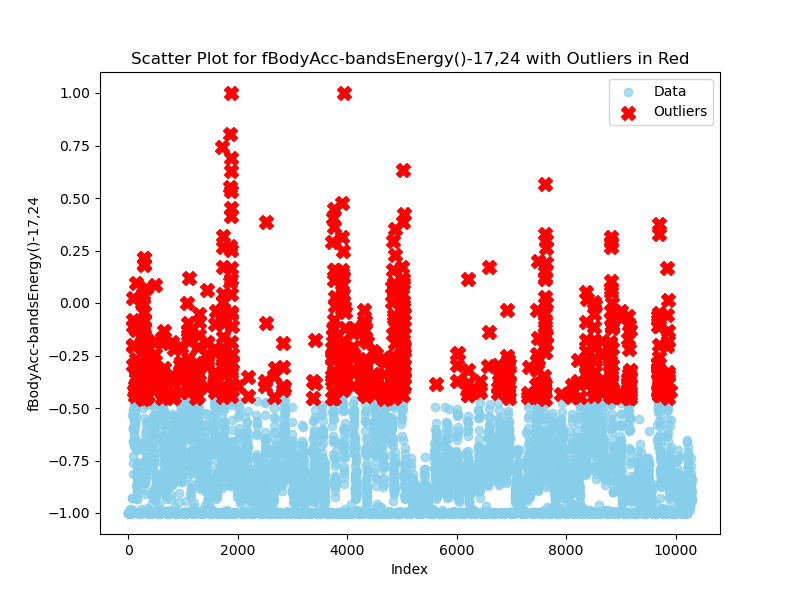 Scatter Plot for fBodyAcc-bandsEnergy()-17,24 with Outliers in Red
Data
Outliers
fBodyAcc-bandsEnergy()-17,24
1.00
0.75
0.50
0.25
0.00
−0.25
−0.50
−0.75
−1.00
0 2000 4000 6000 8000 10000
Index